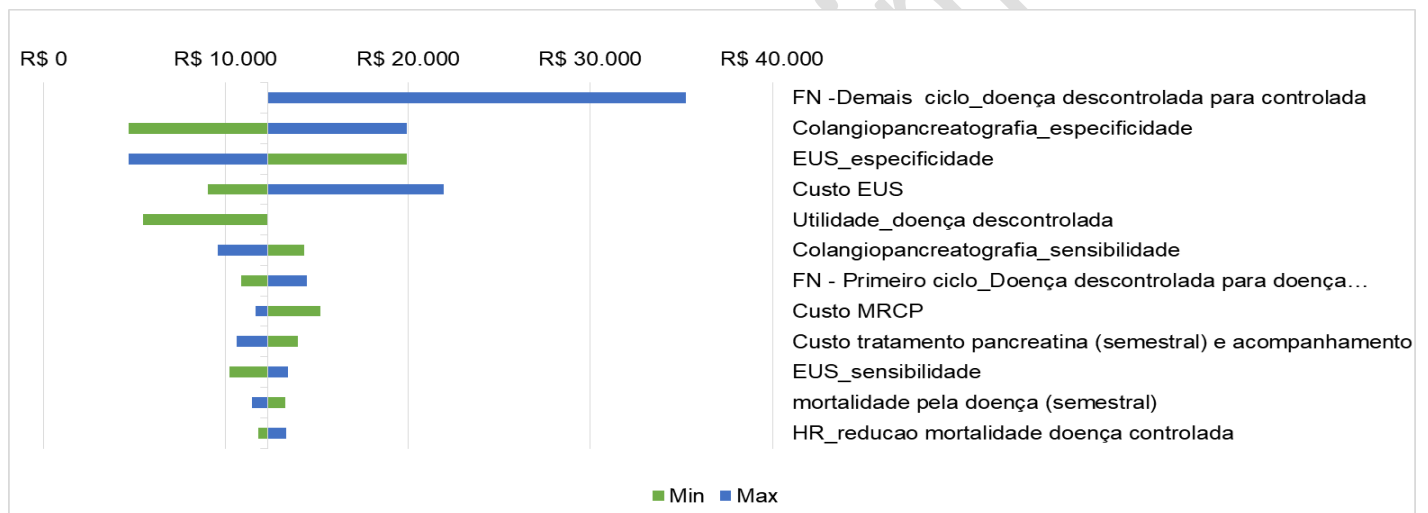 R$ 0 R$ 10.000 R$ 20.000 R$ 30.000 R$ 40.000
FN -Demais ciclo_doença descontrolada para controlada
Colangiopancreatografia_especificidade
EUS_especificidade
Custo EUS
Utilidade_doença descontrolada
Colangiopancreatografia_sensibilidade
FN - Primeiro ciclo_Doença descontrolada para doença…
Custo MRCP
Custo tratamento pancreatina (semestral) e acompanhamento
EUS_sensibilidade
mortalidade pela doença (semestral)
HR_reducao mortalidade doença controlada
Min Max